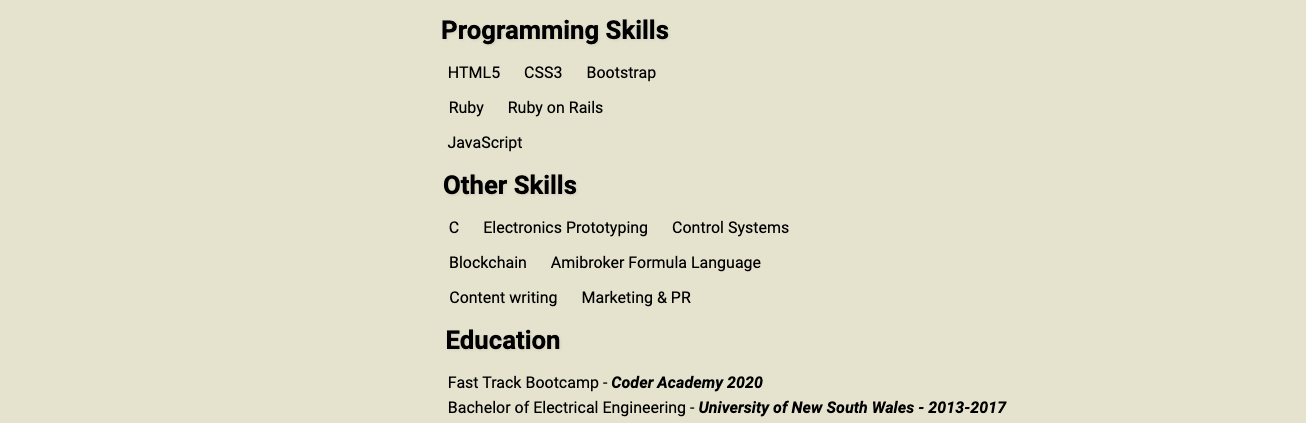 Programming Skills
HTML5 CSS3 Bootstrap
Ruby Ruby on Rails
JavaScript
Other Skills
C Electronics Prototyping Control Systems
Blockchain Amibroker Formula Language
Content writing Marketing & PR
Education
Fast Track Bootcamp - Coder Academy 2020
Bachelor of Electrical Engineering - University of New South Wales - 2013-2017